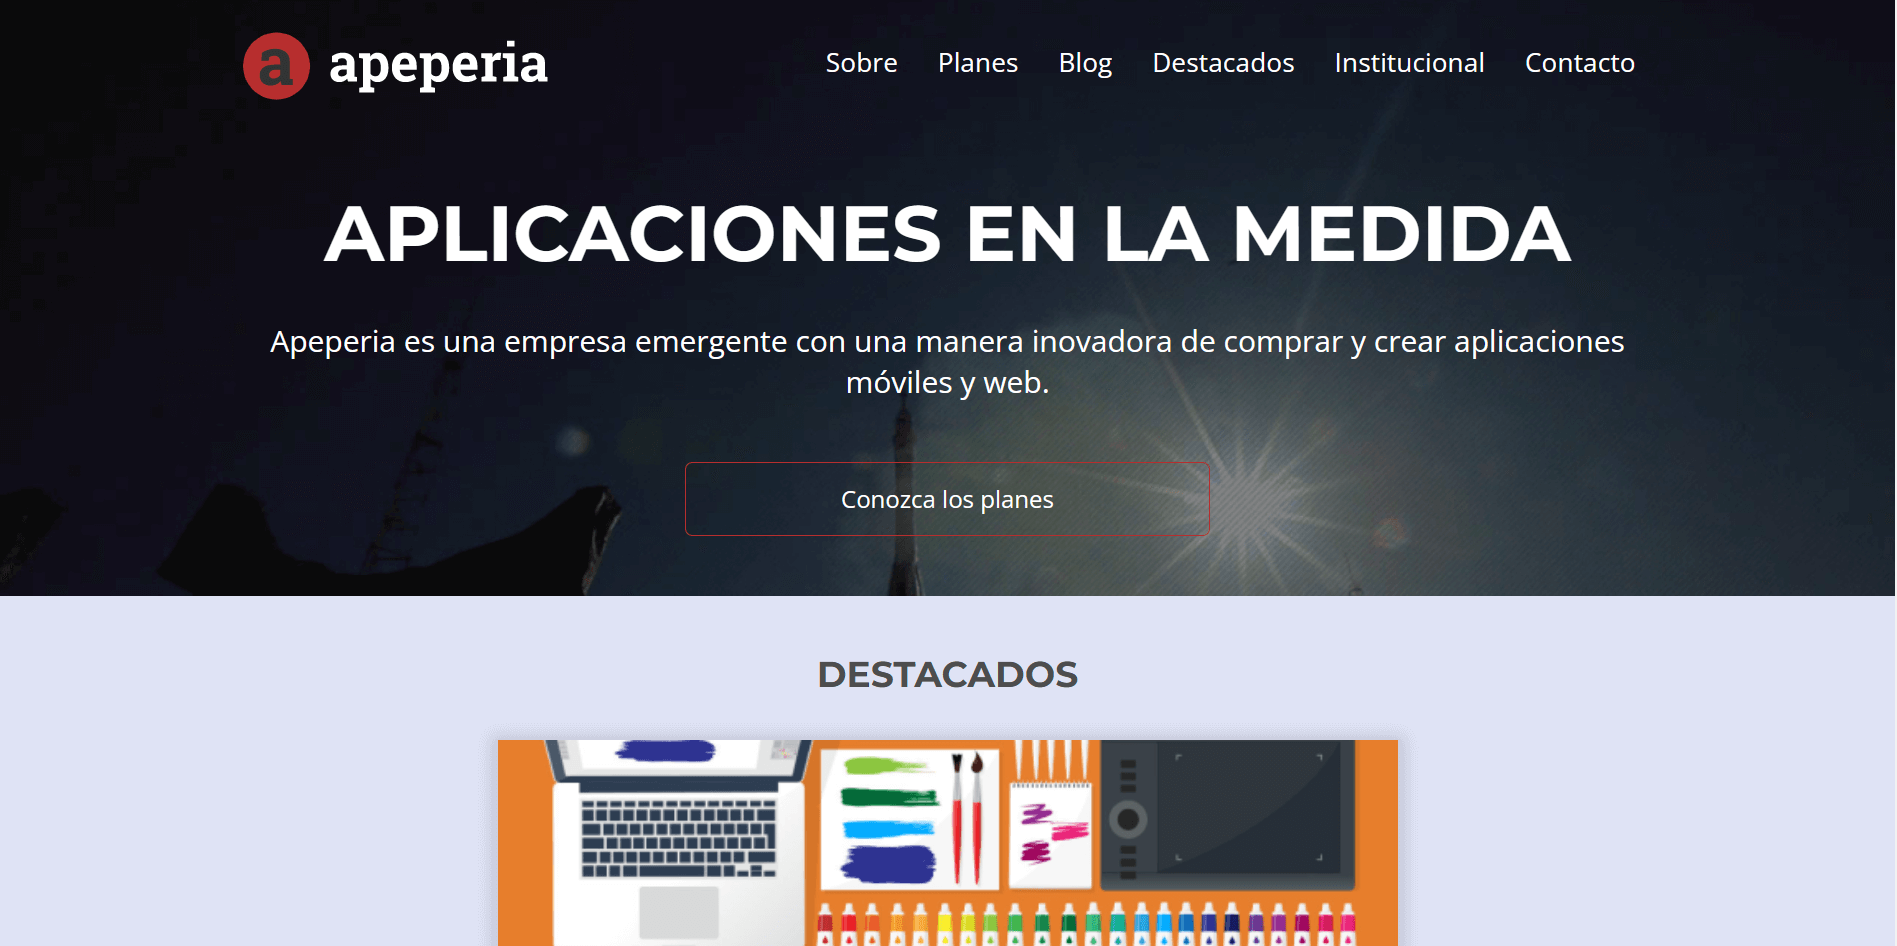 a apeperia
Sobre Planes Blog Destacados Institucional Contacto
APLICACIONES EN LA MEDIDA
Apeperia es una empresa emergente con una manera inovadora de comprar y crear aplicaciones
móviles y web.
Conozca los planes
DESTACADOS